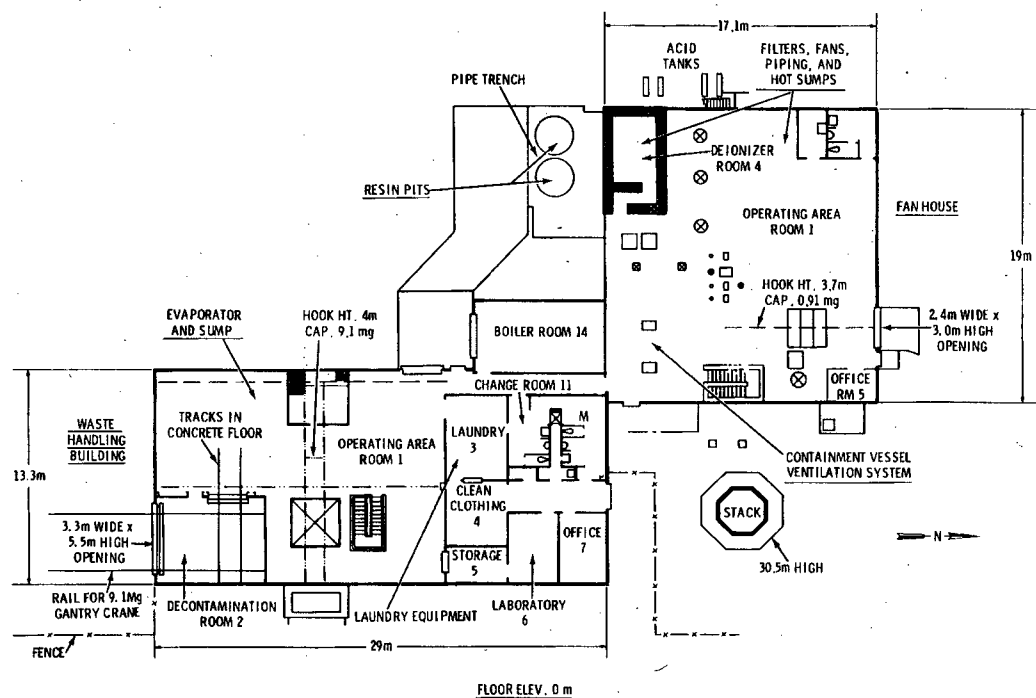 17.1m
ACID
TANKS
FILTERS, FANS,
PIPING, AND
HOT SUMPS
PIPE TRENCH
DEIONIZER
ROOM 4
RESIN PITS
OPERATING AREA
ROOM 1
FAN HOUSE
19m
HOOK HT. 3.7m
CAP. 0.91 mg
2.4m WIDE x
3.0m HIGH
OPENING
EVAPORATOR
AND SUMP
HOOK HT. 4m
CAP. 9.1 mg
BOILER ROOM 14
CHANGE ROOM 11
OFFICE
RM 5
M
WASTE
HANDLING
BUILDING
TRACKS IN
CONCRETE FLOOR
OPERATING AREA
ROOM 1
LAUNDRY
3
CONTAINMENT VESSEL
VENTILATION SYSTEM
13.3m
CLEAN
CLOTHING
4
STACK
N
3.3m WIDE x
5.5m HIGH
OPENING
STORAGE
5
OFFICE
7
30.5m HIGH
RAIL FOR 9.1Mg
GANTRY CRANE
DECONTAMINATION
ROOM 2
LAUNDRY EQUIPMENT
LABORATORY
6
FENCE
29m
FLOOR ELEV. 0 m